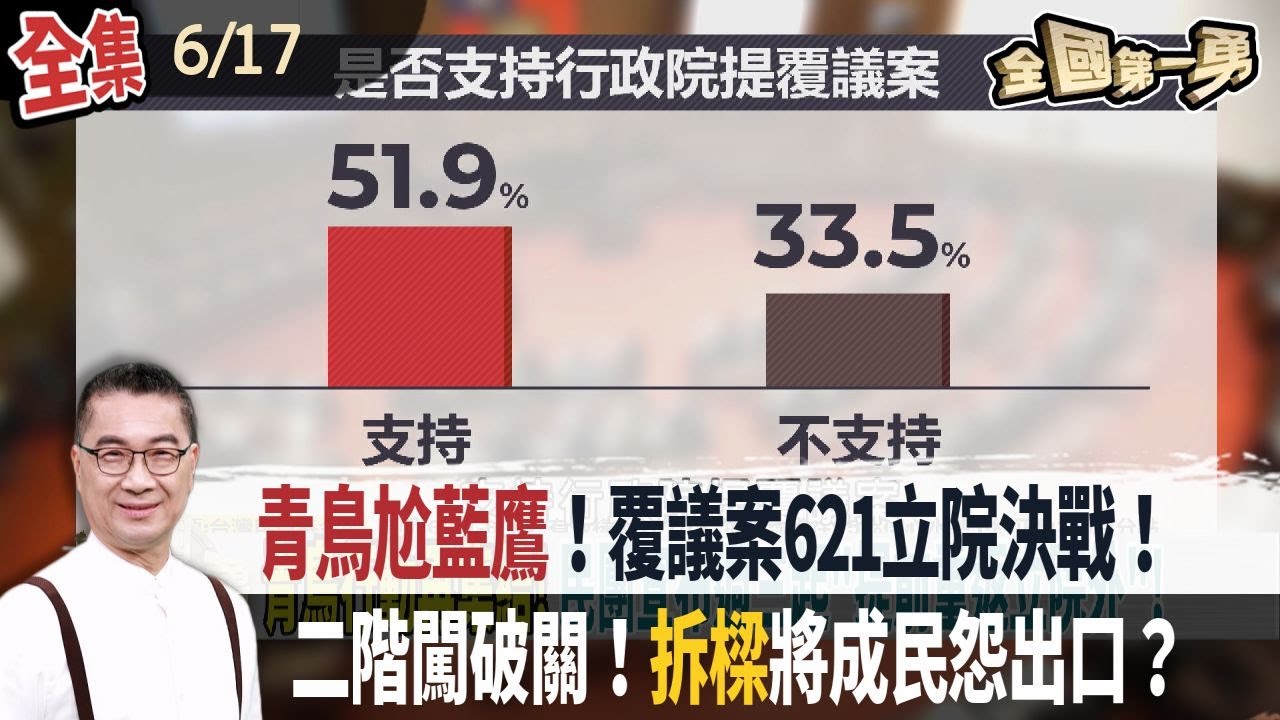 全集
6/17
全國第一勇
是否支持行政院提覆議案
51.9%
33.5%
支持
不支持
青鳥尬藍鷹！覆議案621立院決戰！
二階闖破關！拆樑將成民怨出口？